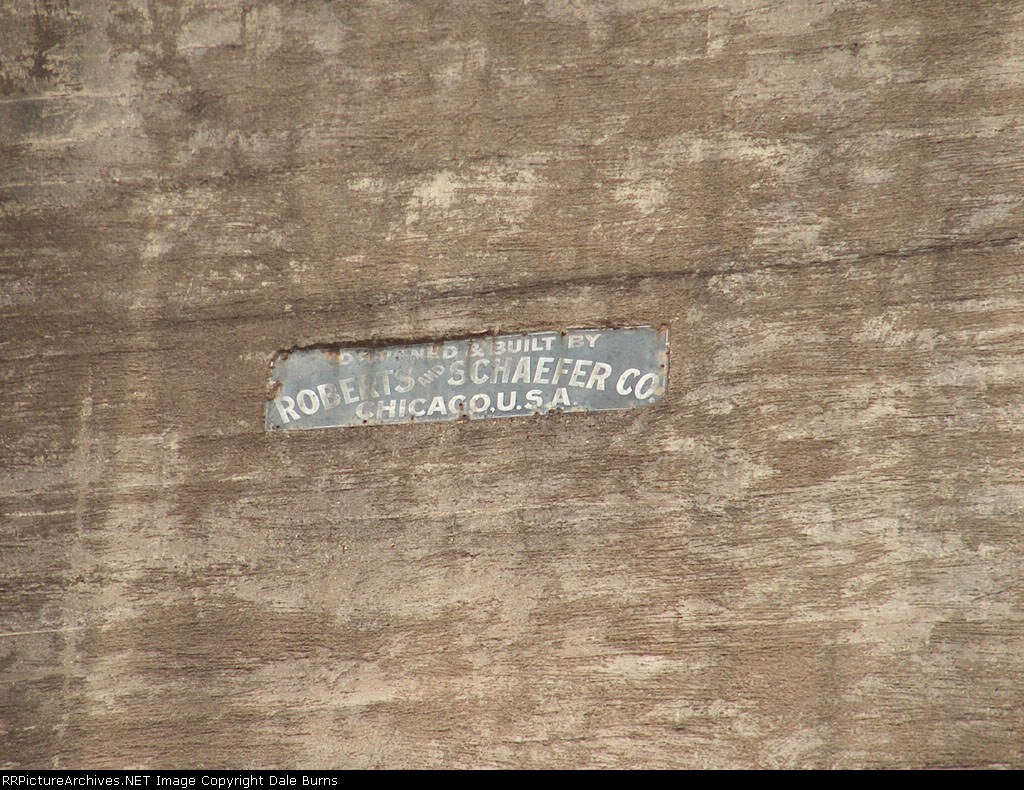 DESIGNED & BUILT BY
ROBERTS AND SCHAEFER CO.
CHICAGO, U.S.A.
RRPictureArchives.NET Image Copyright Dale Burns